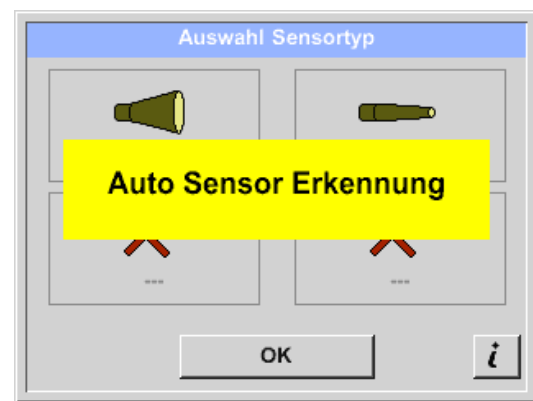 Auswahl Sensortyp
Auto Sensor Erkennung
---
---
OK
i